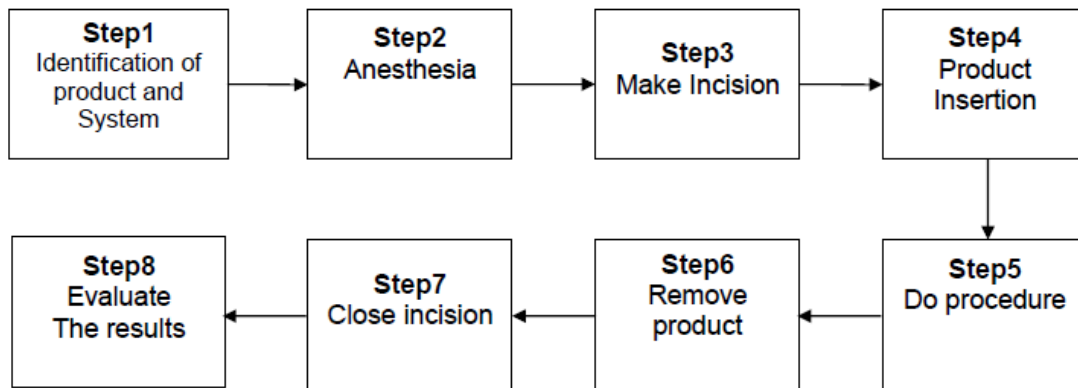 Step1
Identification of
product and
System
Step2
Anesthesia
Step3
Make Incision
Step4
Product
Insertion
Step5
Do procedure
Step6
Remove
product
Step7
Close incision
Step8
Evaluate
The results